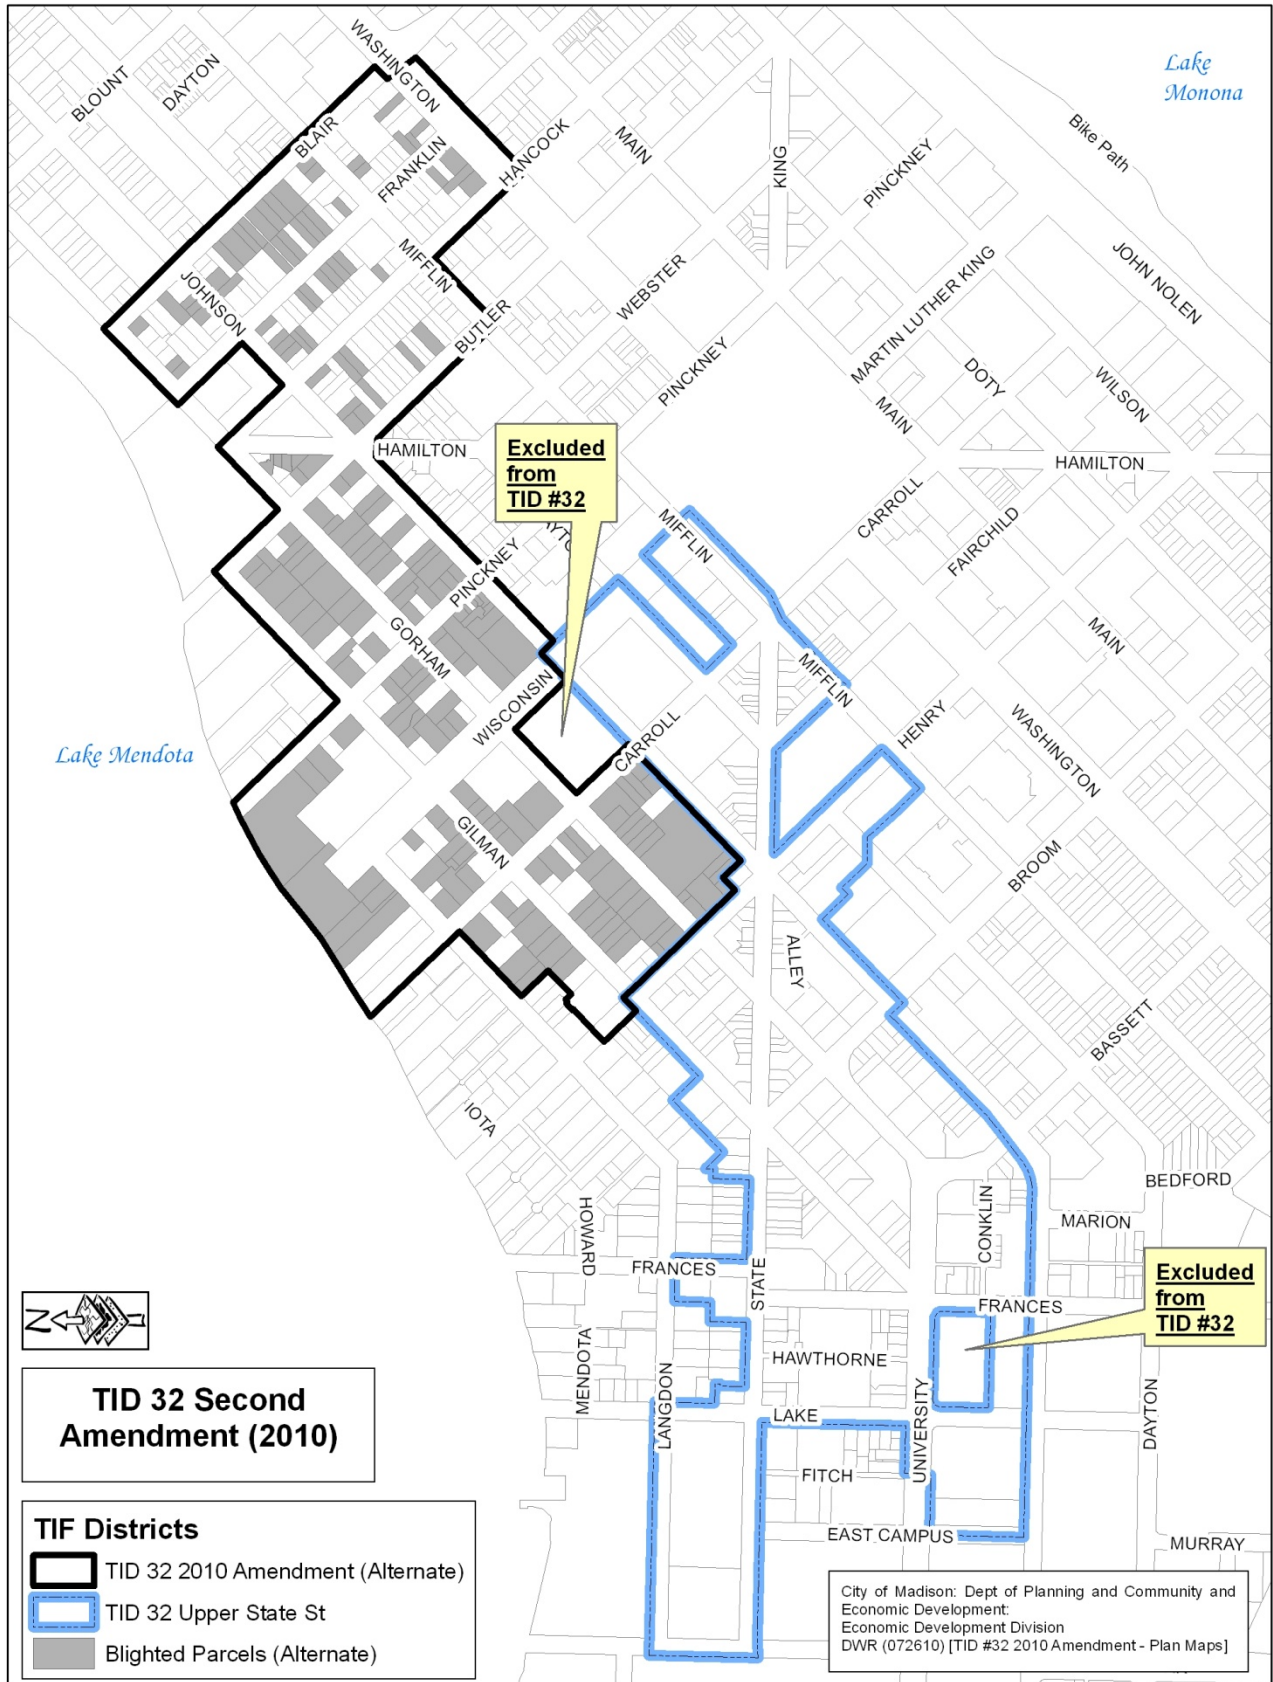 Lake
Monona
WASHINGTON
BLOUNT
DAYTON
BLAIR
FRANKLIN
HANCOCK
MAIN
KING
PINCKNEY
Bike Path
JOHN NOLEN
MIFFLIN
JOHNSON
BUTLER
WEBSTER
PINCKNEY
MARTIN LUTHER KING
DOTY
WILSON
MAIN
HAMILTON
HAMILTON
Excluded
from
TID #32
CARROLL
FAIRCHILD
MIFFLIN
PINCKNEY
GORHAM
WISCONSIN
MIFFLIN
MAIN
CARROLL
HENRY
WASHINGTON
Lake Mendota
GILMAN
BROOM
ALLEY
BASSETT
IOTA
BEDFORD
HOWARD
CONKLIN
MARION
FRANCES
STATE
FRANCES
Excluded
from
TID #32
N
MENDOTA
HAWTHORNE
LANGDON
LAKE
UNIVERSITY
DAYTON
FITCH
EAST CAMPUS
MURRAY
TID 32 Second
Amendment (2010)
TIF Districts
TID 32 2010 Amendment (Alternate)
TID 32 Upper State St
Blighted Parcels (Alternate)
City of Madison: Dept of Planning and Community and
Economic Development:
Economic Development Division
DWR (072610) [TID #32 2010 Amendment - Plan Maps]